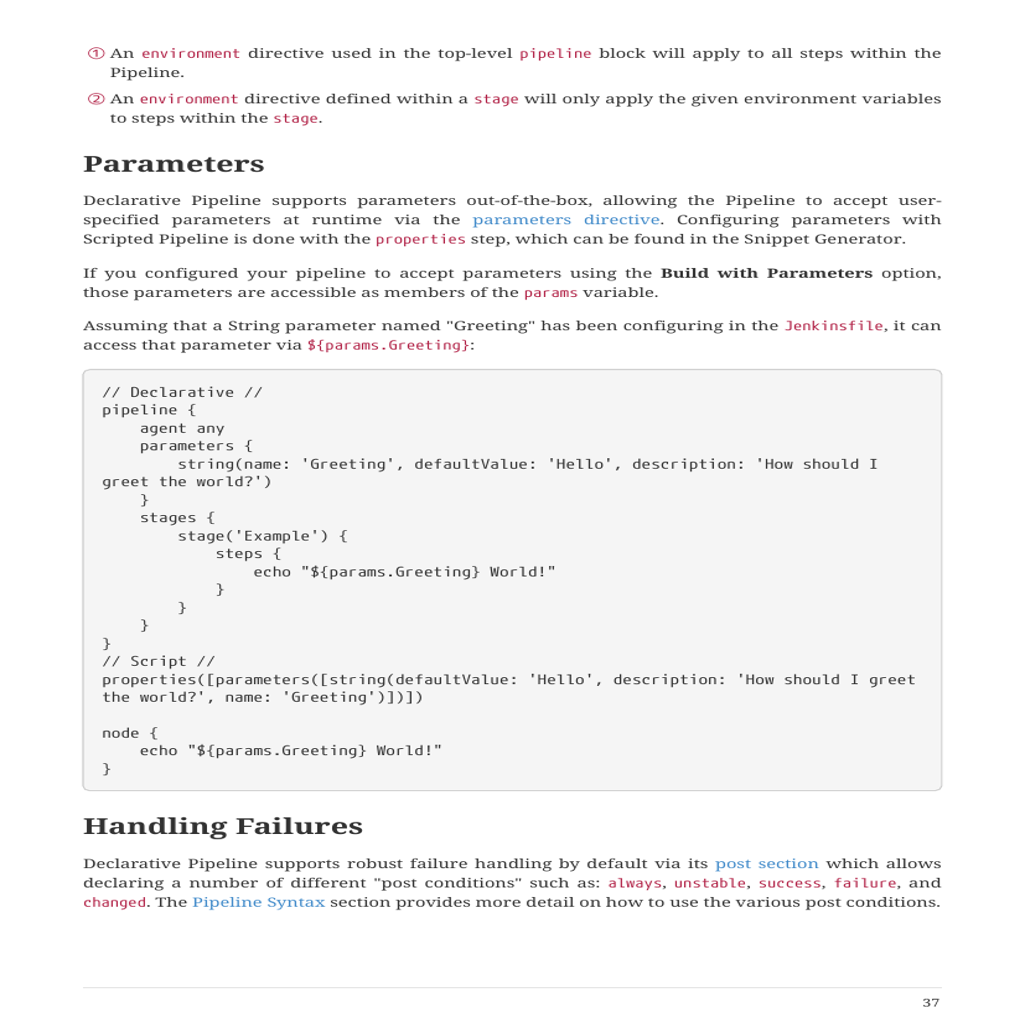 ① An environment directive used in the top-level pipeline block will apply to all steps within the
Pipeline.
② An environment directive defined within a stage will only apply the given environment variables
to steps within the stage.
Parameters
Declarative Pipeline supports parameters out-of-the-box, allowing the Pipeline to accept user-
specified parameters at runtime via the parameters directive. Configuring parameters with
Scripted Pipeline is done with the properties step, which can be found in the Snippet Generator.
If you configured your pipeline to accept parameters using the Build with Parameters option,
those parameters are accessible as members of the params variable.
Assuming that a String parameter named "Greeting" has been configuring in the Jenkinsfile, it can
access that parameter via ${params.Greeting}:
// Declarative //
pipeline {
    agent any
    parameters {
        string(name: 'Greeting', defaultValue: 'Hello', description: 'How should I
greet the world?')
    }
    stages {
        stage('Example') {
            steps {
                echo "${params.Greeting} World!"
            }
        }
    }
}
// Script //
properties([parameters([string(defaultValue: 'Hello', description: 'How should I greet
the world?', name: 'Greeting')])])
node {
    echo "${params.Greeting} World!"
}
Handling Failures
Declarative Pipeline supports robust failure handling by default via its post section which allows
declaring a number of different "post conditions" such as: always, unstable, success, failure, and
changed. The Pipeline Syntax section provides more detail on how to use the various post conditions.
37